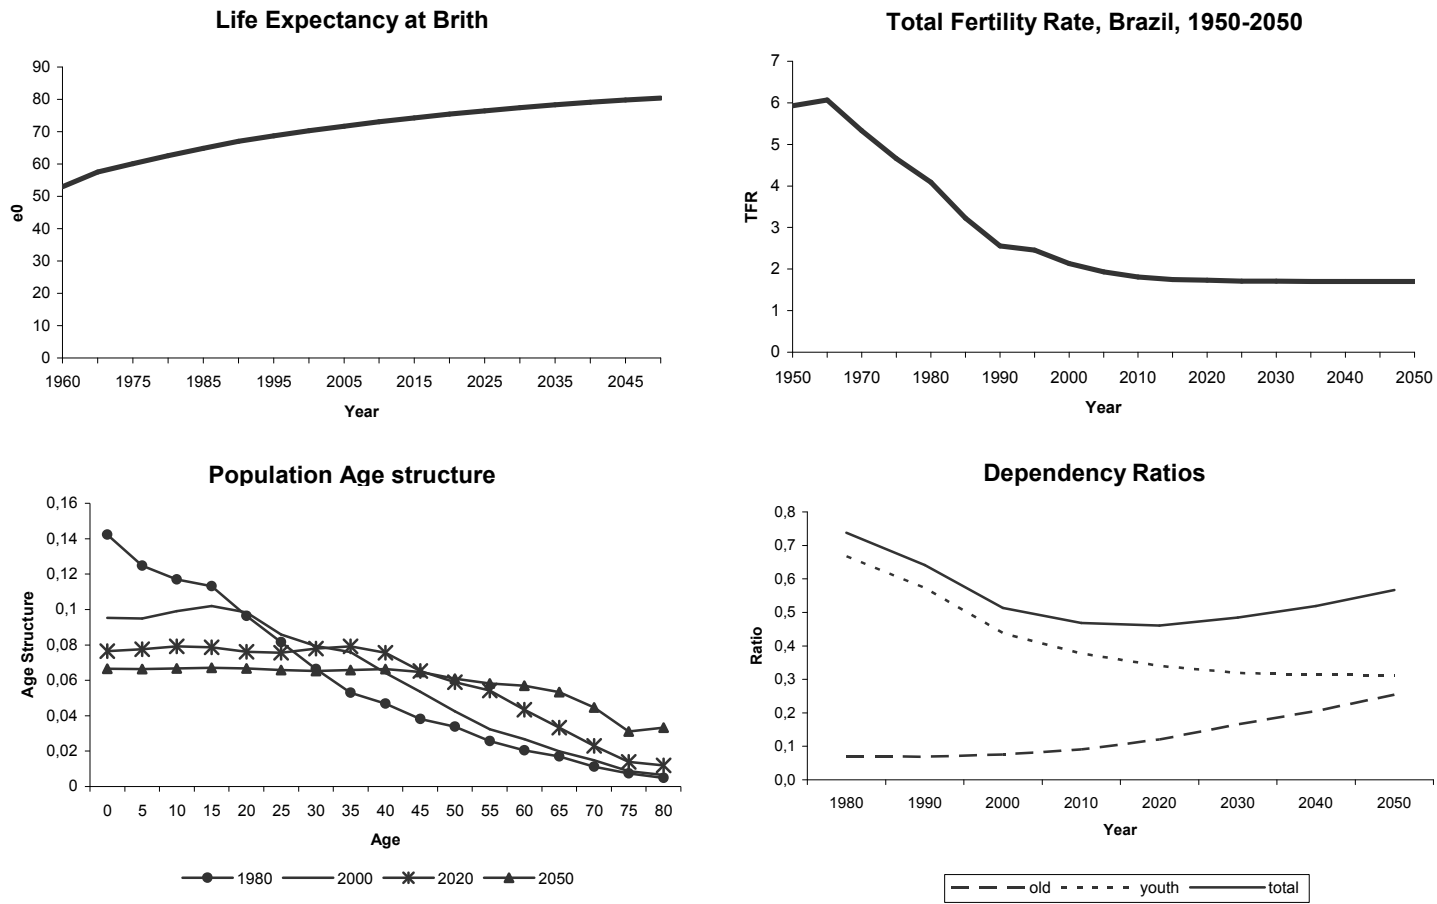 Life Expectancy at Brith
90
80
70
60
50
40
30
20
10
0
e0
1960 1975 1985 1995 2005 2015 2025 2035 2045
Year
Total Fertility Rate, Brazil, 1950-2050
7
6
5
4
3
2
1
0
TFR
1950 1970 1980 1990 2000 2010 2020 2030 2040 2050
Year
Population Age structure
0,16
0,14
0,12
0,1
0,08
0,06
0,04
0,02
0
Age Structure
0 5 10 15 20 25 30 35 40 45 50 55 60 65 70 75 80
Age
1980 2000 2020 2050
Dependency Ratios
0,8
0,7
0,6
0,5
0,4
0,3
0,2
0,1
0,0
Ratio
1980 1990 2000 2010 2020 2030 2040 2050
Year
old youth total